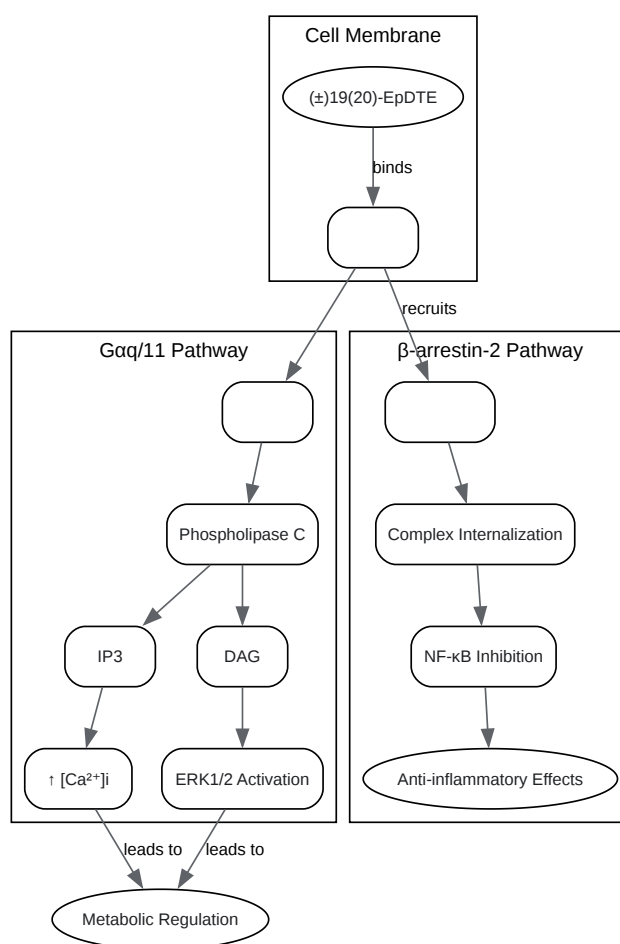 Cell Membrane
(±)19(20)-EpDTE
binds
recruits
Gαq/11 Pathway
β-arrestin-2 Pathway
Phospholipase C
Complex Internalization
IP3
DAG
NF-κB Inhibition
↑ [Ca²⁺]i
ERK1/2 Activation
Anti-inflammatory Effects
leads to
leads to
Metabolic Regulation